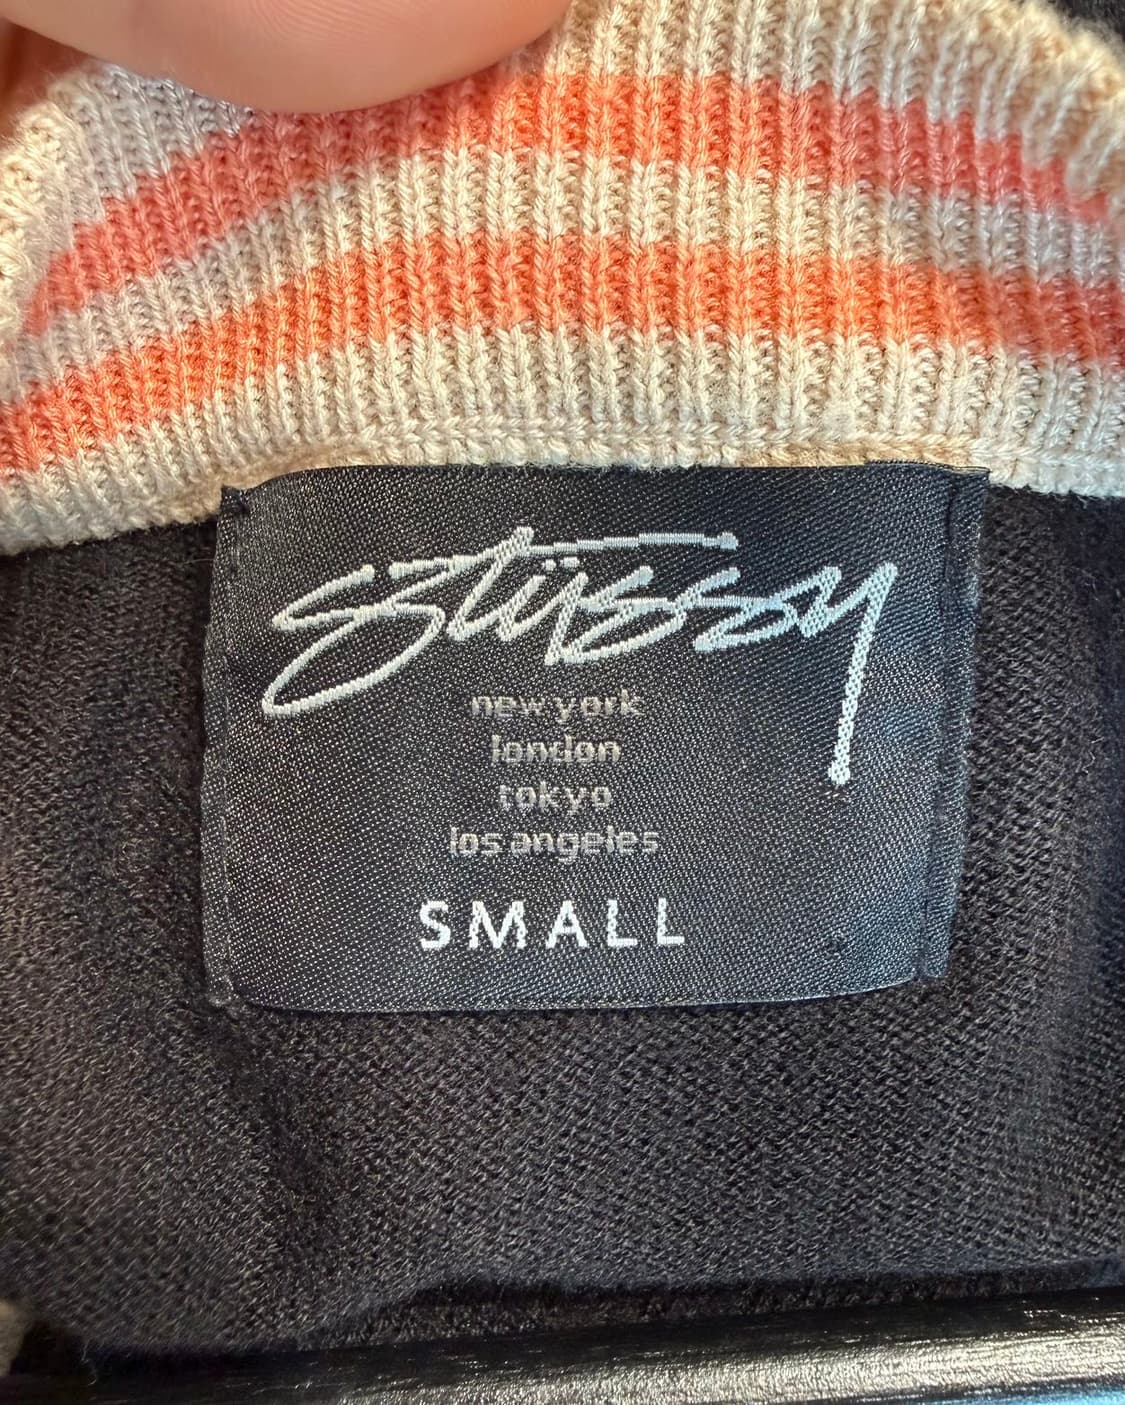 stüssy
new york
london
tokyo
los angeles
SMALL